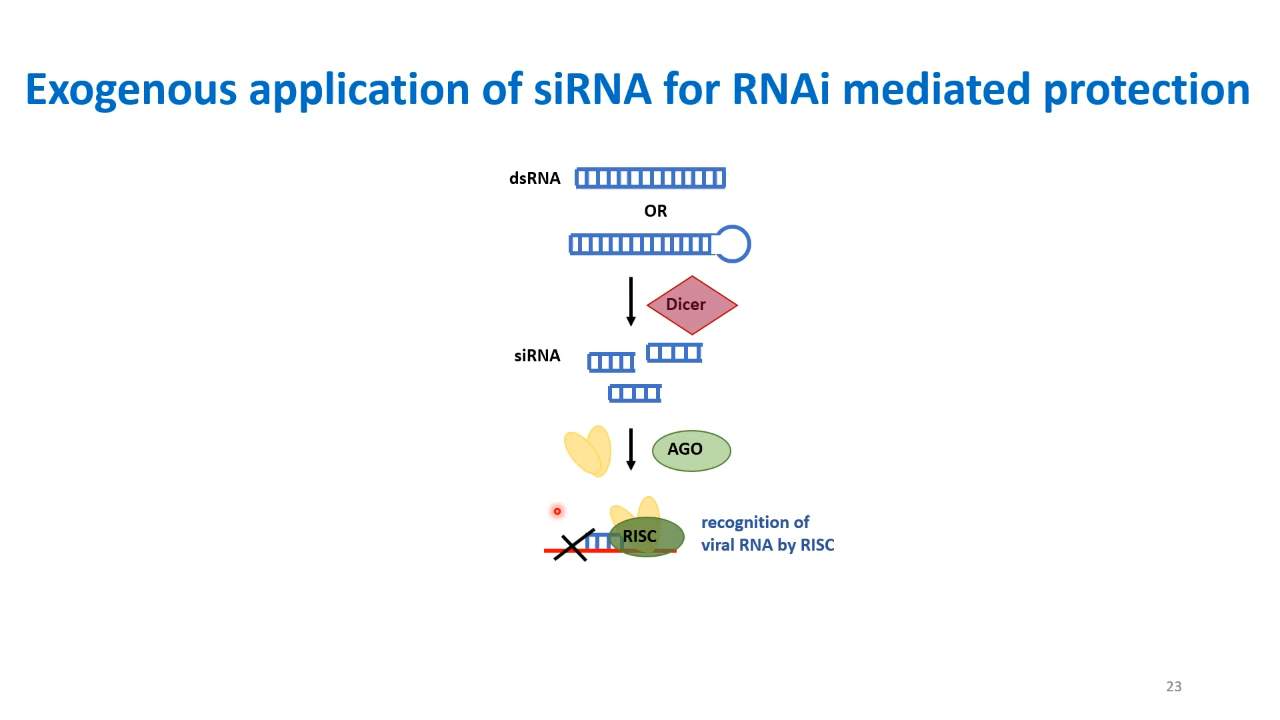 Exogenous application of siRNA for RNAi mediated protection
dsRNA
OR
Dicer
siRNA
AGO
RISC
recognition of
viral RNA by RISC
23